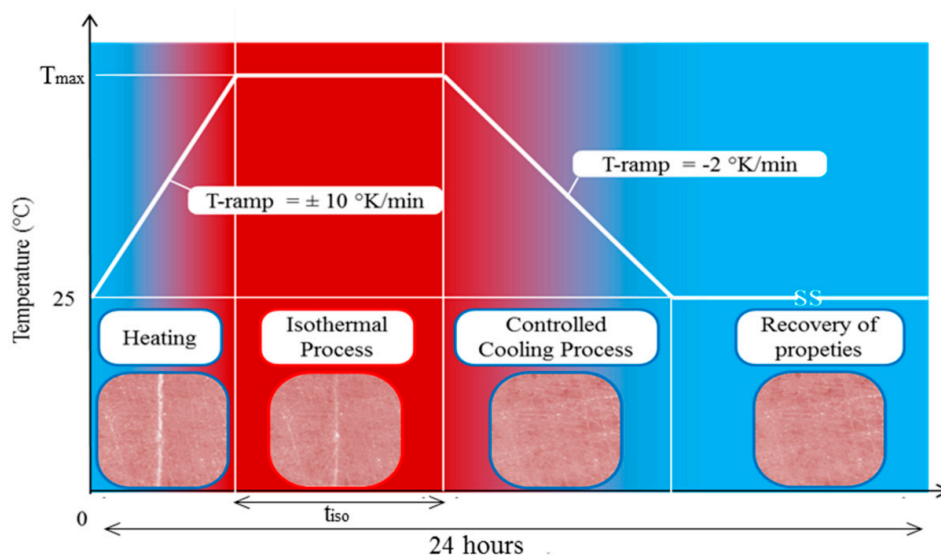 Temperature (°C)
Tmax
25
0
T-ramp = ± 10 °K/min
T-ramp = -2 °K/min
SS
Heating
Isothermal
Process
Controlled
Cooling Process
Recovery of
propeties
tiso
24 hours